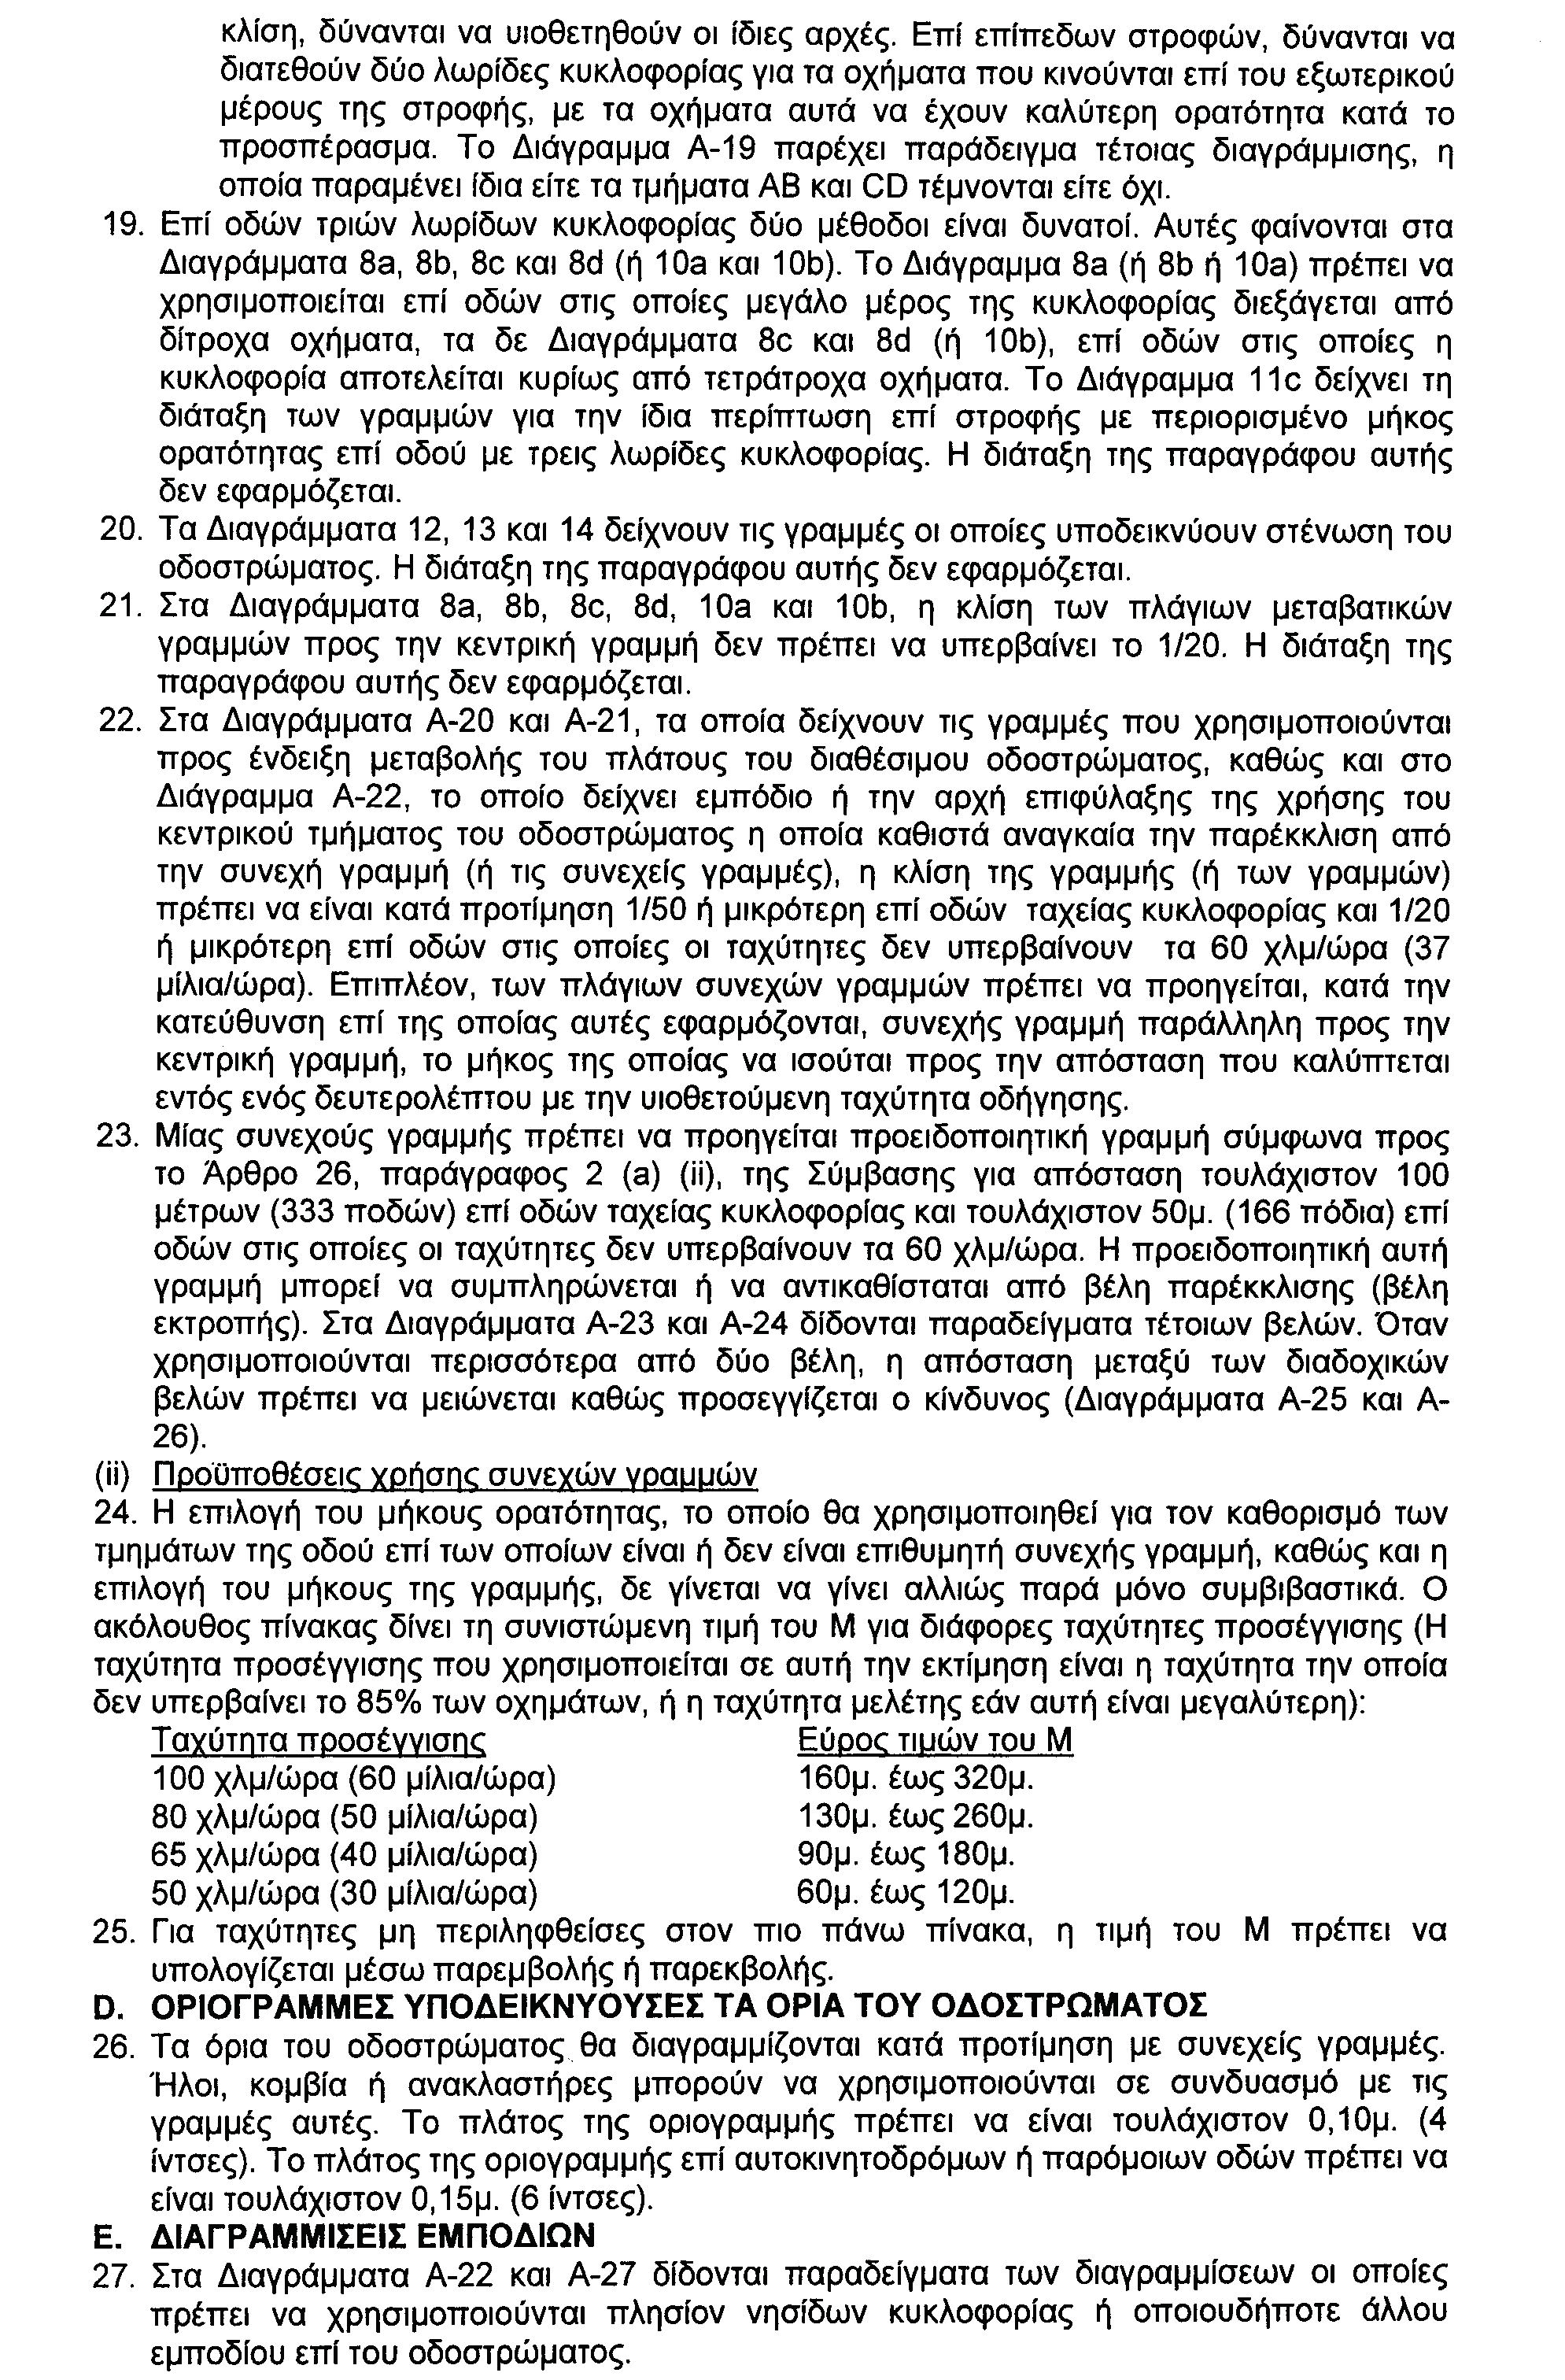 κλίση, δύνανται να υιοθετηθούν οι ίδιες αρχές. Επί επίπεδων στροφών, δύνανται να
διατεθούν δύο λωρίδες κυκλοφορίας για τα οχήματα που κινούνται επί του εξωτερικού
μέρους της στροφής, με τα οχήματα αυτά να έχουν καλύτερη ορατότητα κατά το
προσπέρασμα. Το Διάγραμμα Α-19 παρέχει παράδειγμα τέτοιας διαγράμμισης, η
οποία παραμένει ίδια είτε τα τμήματα ΑΒ και CD τέμνονται είτε όχι.
19. Επί οδών τριών λωρίδων κυκλοφορίας δύο μέθοδοι είναι δυνατοί. Αυτές φαίνονται στα
Διαγράμματα 8a, 8b, 8c και 8d (ή 10a και 10b). Το Διάγραμμα 8a (ή 8b ή 10a) πρέπει να
χρησιμοποιείται επί οδών στις οποίες μεγάλο μέρος της κυκλοφορίας διεξάγεται από
δίτροχα οχήματα, τα δε Διαγράμματα 8c και 8d (ή 10b), επί οδών στις οποίες η
κυκλοφορία αποτελείται κυρίως από τετράτροχα οχήματα. Το Διάγραμμα 11c δείχνει τη
διάταξη των γραμμών για την ίδια περίπτωση επί στροφής με περιορισμένο μήκος
ορατότητας επί οδού με τρεις λωρίδες κυκλοφορίας. Η διάταξη της παραγράφου αυτής
δεν εφαρμόζεται.
20. Τα Διαγράμματα 12, 13 και 14 δείχνουν τις γραμμές οι οποίες υποδεικνύουν στένωση του
οδοστρώματος. Η διάταξη της παραγράφου αυτής δεν εφαρμόζεται.
21. Στα Διαγράμματα 8a, 8b, 8c, 8d, 10a και 10b, η κλίση των πλάγιων μεταβατικών
γραμμών προς την κεντρική γραμμή δεν πρέπει να υπερβαίνει το 1/20. Η διάταξη της
παραγράφου αυτής δεν εφαρμόζεται.
22. Στα Διαγράμματα Α-20 και Α-21, τα οποία δείχνουν τις γραμμές που χρησιμοποιούνται
προς ένδειξη μεταβολής του πλάτους του διαθέσιμου οδοστρώματος, καθώς και στο
Διάγραμμα Α-22, το οποίο δείχνει εμπόδιο ή την αρχή επιφύλαξης της χρήσης του
κεντρικού τμήματος του οδοστρώματος η οποία καθιστά αναγκαία την παρέκκλιση από
την συνεχή γραμμή (ή τις συνεχείς γραμμές), η κλίση της γραμμής (ή των γραμμών)
πρέπει να είναι κατά προτίμηση 1/50 ή μικρότερη επί οδών ταχείας κυκλοφορίας και 1/20
ή μικρότερη επί οδών στις οποίες οι ταχύτητες δεν υπερβαίνουν τα 60 χλμ/ώρα (37
μίλια/ώρα). Επιπλέον, των πλάγιων συνεχών γραμμών πρέπει να προηγείται, κατά την
κατεύθυνση επί της οποίας αυτές εφαρμόζονται, συνεχής γραμμή παράλληλη προς την
κεντρική γραμμή, το μήκος της οποίας να ισούται προς την απόσταση που καλύπτεται
εντός ενός δευτερολέπτου με την υιοθετούμενη ταχύτητα οδήγησης.
23. Μίας συνεχούς γραμμής πρέπει να προηγείται προειδοποιητική γραμμή σύμφωνα προς
το Άρθρο 26, παράγραφος 2 (a) (ii), της Σύμβασης για απόσταση τουλάχιστον 100
μέτρων (333 ποδών) επί οδών ταχείας κυκλοφορίας και τουλάχιστον 50μ. (166 πόδια) επί
οδών στις οποίες οι ταχύτητες δεν υπερβαίνουν τα 60 χλμ/ώρα. Η προειδοποιητική αυτή
γραμμή μπορεί να συμπληρώνεται ή να αντικαθίσταται από βέλη παρέκκλισης (βέλη
εκτροπής). Στα Διαγράμματα Α-23 και Α-24 δίδονται παραδείγματα τέτοιων βελών. Όταν
χρησιμοποιούνται περισσότερα από δύο βέλη, η απόσταση μεταξύ των διαδοχικών
βελών πρέπει να μειώνεται καθώς προσεγγίζεται ο κίνδυνος (Διαγράμματα Α-25 και Α-
26).
(ii) Προϋποθέσεις χρήσης συνεχών γραμμών
24. Η επιλογή του μήκους ορατότητας, το οποίο θα χρησιμοποιηθεί για τον καθορισμό των
τμημάτων της οδού επί των οποίων είναι ή δεν είναι επιθυμητή συνεχής γραμμή, καθώς και η
επιλογή του μήκους της γραμμής, δε γίνεται να γίνει αλλιώς παρά μόνο συμβιβαστικά. Ο
ακόλουθος πίνακας δίνει τη συνιστώμενη τιμή του Μ για διάφορες ταχύτητες προσέγγισης (Η
ταχύτητα προσέγγισης που χρησιμοποιείται σε αυτή την εκτίμηση είναι η ταχύτητα την οποία
δεν υπερβαίνει το 85% των οχημάτων, ή η ταχύτητα μελέτης εάν αυτή είναι μεγαλύτερη):
Ταχύτητα προσέγγισης Εύρος τιμών του Μ
100 χλμ/ώρα (60 μίλια/ώρα) 160μ. έως 320μ.
80 χλμ/ώρα (50 μίλια/ώρα) 130μ. έως 260μ.
65 χλμ/ώρα (40 μίλια/ώρα) 90μ. έως 180μ.
50 χλμ/ώρα (30 μίλια/ώρα) 60μ. έως 120μ.
25. Για ταχύτητες μη περιληφθείσες στον πιο πάνω πίνακα, η τιμή του Μ πρέπει να
υπολογίζεται μέσω παρεμβολής ή παρεκβολής.
D. ΟΡΙΟΓΡΑΜΜΕΣ ΥΠΟΔΕΙΚΝΥΟΥΣΕΣ ΤΑ ΟΡΙΑ ΤΟΥ ΟΔΟΣΤΡΩΜΑΤΟΣ
26. Τα όρια του οδοστρώματος θα διαγραμμίζονται κατά προτίμηση με συνεχείς γραμμές.
Ήλοι, κομβία ή ανακλαστήρες μπορούν να χρησιμοποιούνται σε συνδυασμό με τις
γραμμές αυτές. Το πλάτος της οριογραμμής πρέπει να είναι τουλάχιστον 0,10μ. (4
ίντσες). Το πλάτος της οριογραμμής επί αυτοκινητοδρόμων ή παρόμοιων οδών πρέπει να
είναι τουλάχιστον 0,15μ. (6 ίντσες).
E. ΔΙΑΓΡΑΜΜΙΣΕΙΣ ΕΜΠΟΔΙΩΝ
27. Στα Διαγράμματα Α-22 και Α-27 δίδονται παραδείγματα των διαγραμμίσεων οι οποίες
πρέπει να χρησιμοποιούνται πλησίον νησίδων κυκλοφορίας ή οποιουδήποτε άλλου
εμποδίου επί του οδοστρώματος.